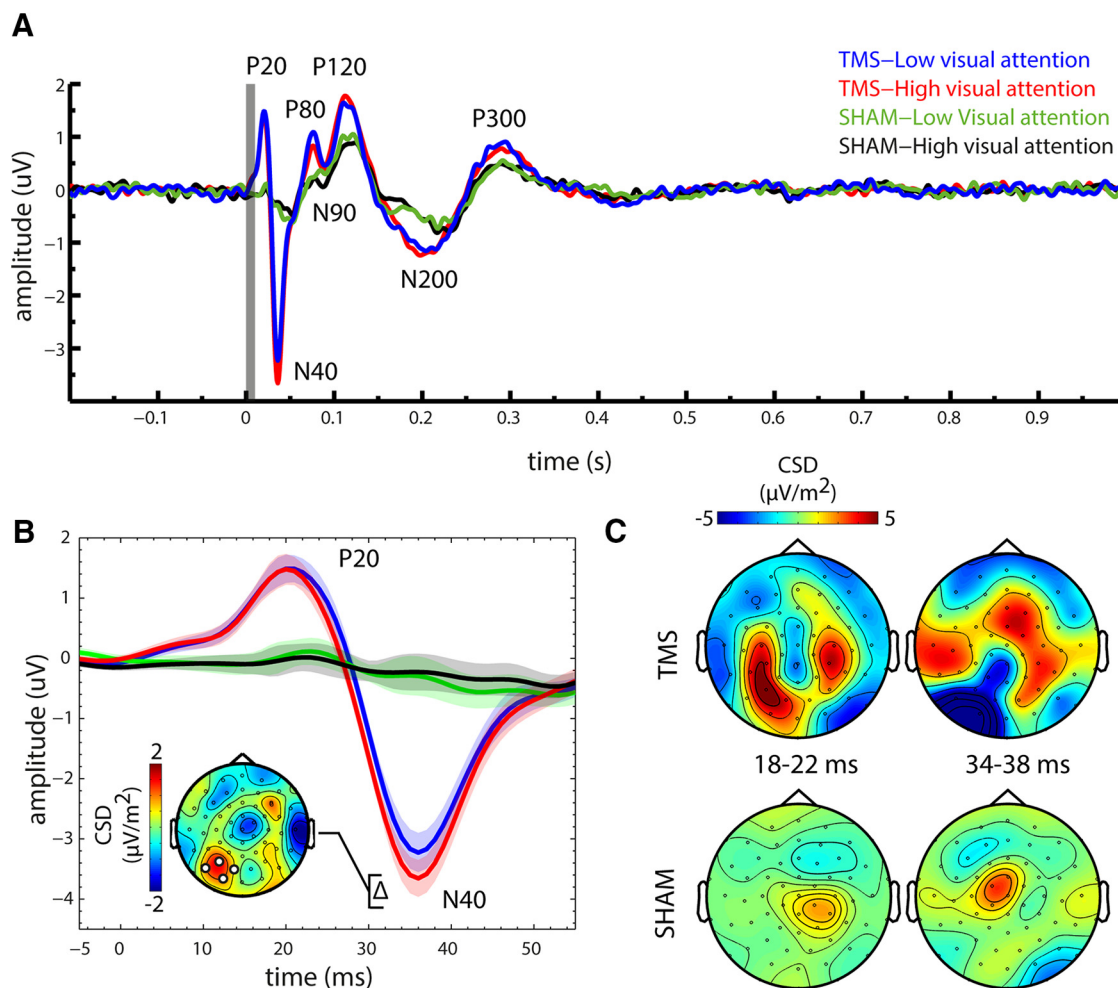 A
TMS–Low visual attention
TMS–High visual attention
SHAM–Low Visual attention
SHAM–High visual attention
P20
P120
P80
P300
N90
N200
N40
amplitude (uV)
2
1
0
−1
−2
−3
−0.1
0
0.1
0.2
0.3
0.4
0.5
0.6
0.7
0.8
0.9
time (s)
B
P20
N40
amplitude (uV)
2
1
0
−1
−2
−3
−4
CSD
(μV/m²)
2
-2
Δ
−5
0
10
20
30
40
50
time (ms)
C
CSD
(μV/m²)
-5
5
TMS
18-22 ms
34-38 ms
SHAM